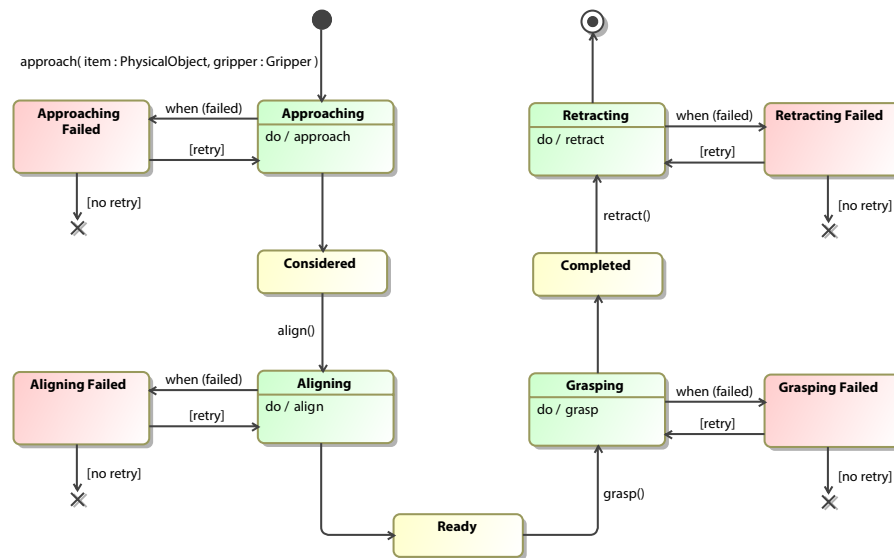 approach( item : PhysicalObject, gripper : Gripper )
Approaching
Failed
when (failed)
Approaching
do / approach
[retry]
[no retry]
Considered
align()
Aligning Failed
when (failed)
Aligning
do / align
[retry]
[no retry]
Ready
grasp()
Grasping
do / grasp
when (failed)
Grasping Failed
[retry]
[no retry]
Completed
retract()
Retracting
do / retract
when (failed)
Retracting Failed
[retry]
[no retry]